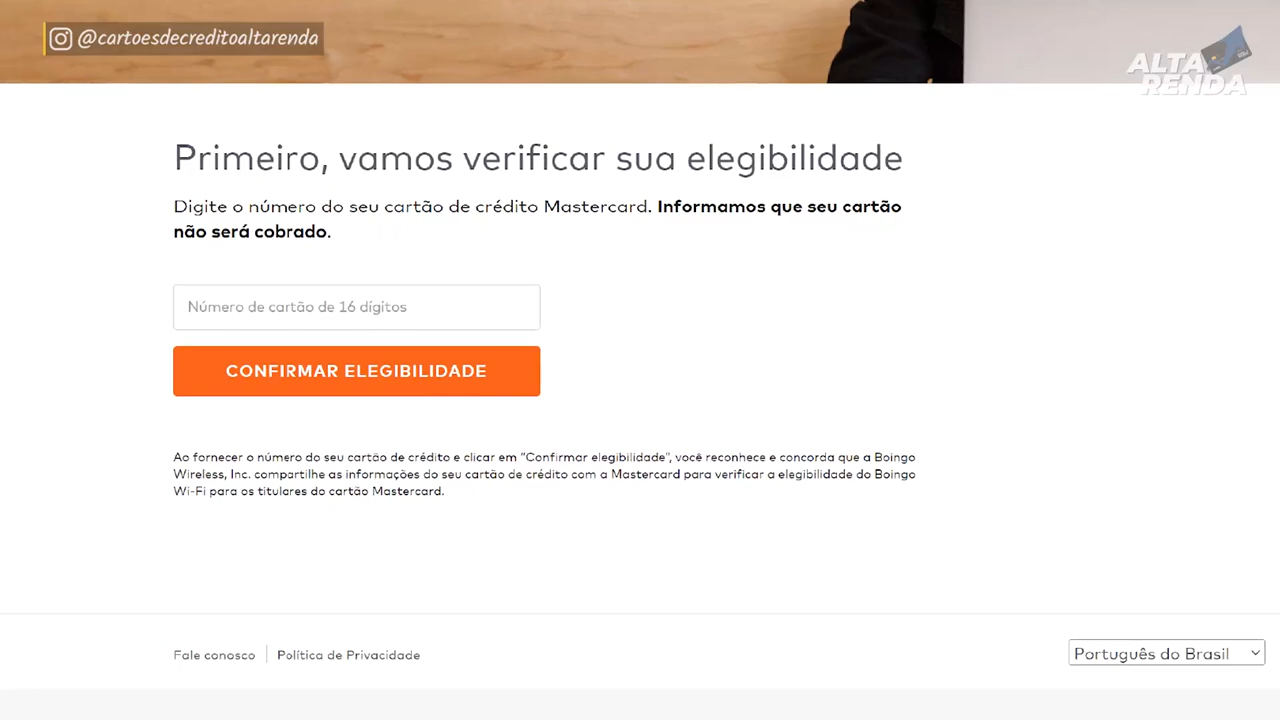 @cartoesdecreditoaltarenda
ALTA
RENDA
Primeiro, vamos verificar sua elegibilidade
Digite o número do seu cartão de crédito Mastercard. Informamos que seu cartão
não será cobrado.
Número de cartão de 16 dígitos
CONFIRMAR ELEGIBILIDADE
Ao fornecer o número do seu cartão de crédito e clicar em "Confirmar elegibilidade", você reconhece e concorda que a Boingo
Wireless, Inc. compartilhe as informações do seu cartão de crédito com a Mastercard para verificar a elegibilidade do Boingo
Wi-Fi para os titulares do cartão Mastercard.
Fale conosco
Política de Privacidade
Português do Brasil